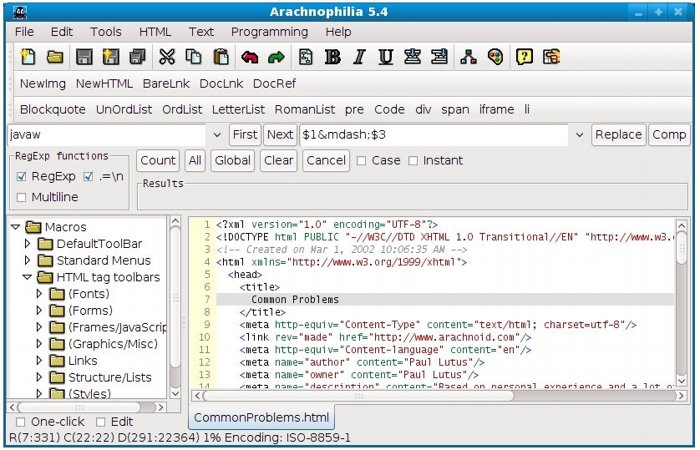 Arachnophilia 5.4
File Edit Tools HTML Text Programming Help
B I U
NewImg NewHTML BareLnk DocLnk DocRef
Blockquote UnOrdList OrdList LetterList RomanList pre Code div span iframe li
javaw First Next $1&mdash;$3 Replace Comp
RegExp functions
Count All Global Clear Cancel Case Instant
RegExp .=\n
Multiline
Results
Macros
DefaultToolBar
Standard Menus
HTML tag toolbars
(Fonts)
(Forms)
(Frames/JavaScrip
(Graphics/Misc)
Links
Structure/Lists
(Styles)
1 <?xml version="1.0" encoding="UTF-8"?>
2 <!DOCTYPE html PUBLIC "-//W3C//DTD XHTML 1.0 Transitional//EN" "http://www.w3.
3 <!-- Created on Mar 1, 2002 10:06:35 AM -->
4 <html xmlns="http://www.w3.org/1999/xhtml">
5 <head>
6 <title>
7 Common Problems
8 </title>
9 <meta http-equiv="Content-Type" content="text/html; charset=utf-8"/>
10 <link rev="made" href="http://www.arachnoid.com"/>
11 <meta http-equiv="Content-language" content="en"/>
12 <meta name="author" content="Paul Lutus"/>
13 <meta name="owner" content="Paul Lutus"/>
14 <meta name="description" content="Based on personal experience and a lot o
One-click Edit
CommonProblems.html
R(7:331) C(22:22) D(291:22364) 1% Encoding: ISO-8859-1